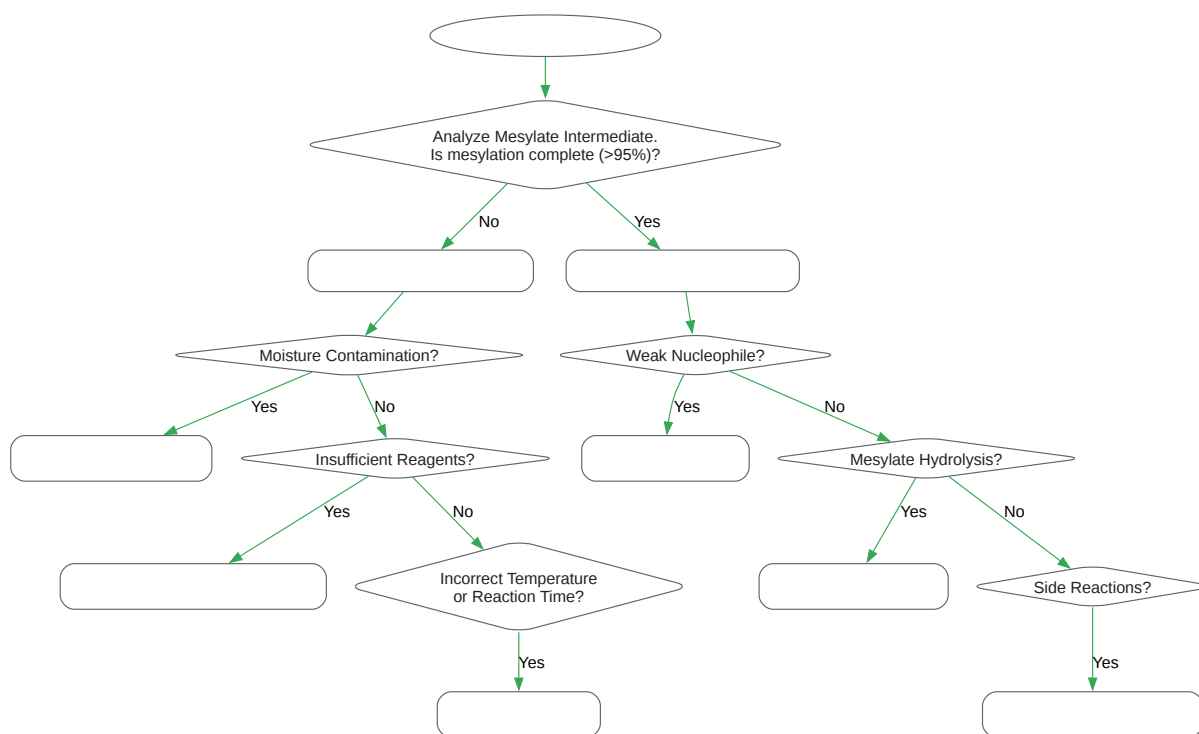 Analyze Mesylate Intermediate.
Is mesylation complete (>95%)?
No
Yes
Moisture Contamination?
Weak Nucleophile?
Yes
No
Yes
No
Insufficient Reagents?
Mesylate Hydrolysis?
Yes
No
Yes
No
Incorrect Temperature
or Reaction Time?
Side Reactions?
Yes
Yes